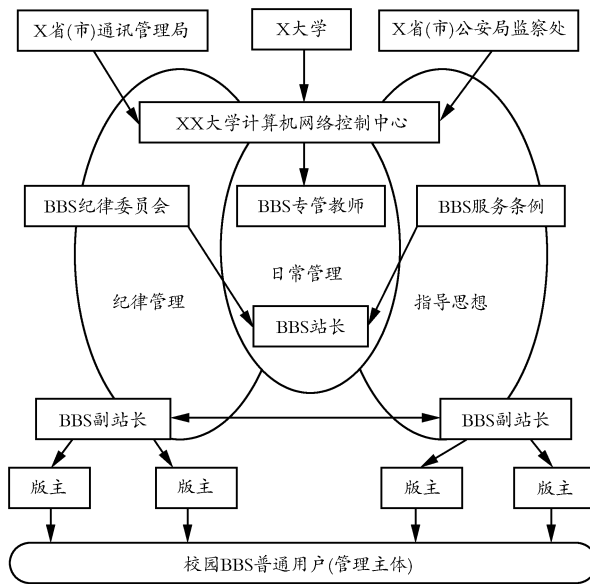 X省(市)通讯管理局
X大学
X省(市)公安局监察处
XX大学计算机网络控制中心
BBS纪律委员会
BBS专管教师
BBS服务条例
日常管理
纪律管理
指导思想
BBS站长
BBS副站长
BBS副站长
版主
版主
版主
版主
校园BBS普通用户(管理主体)